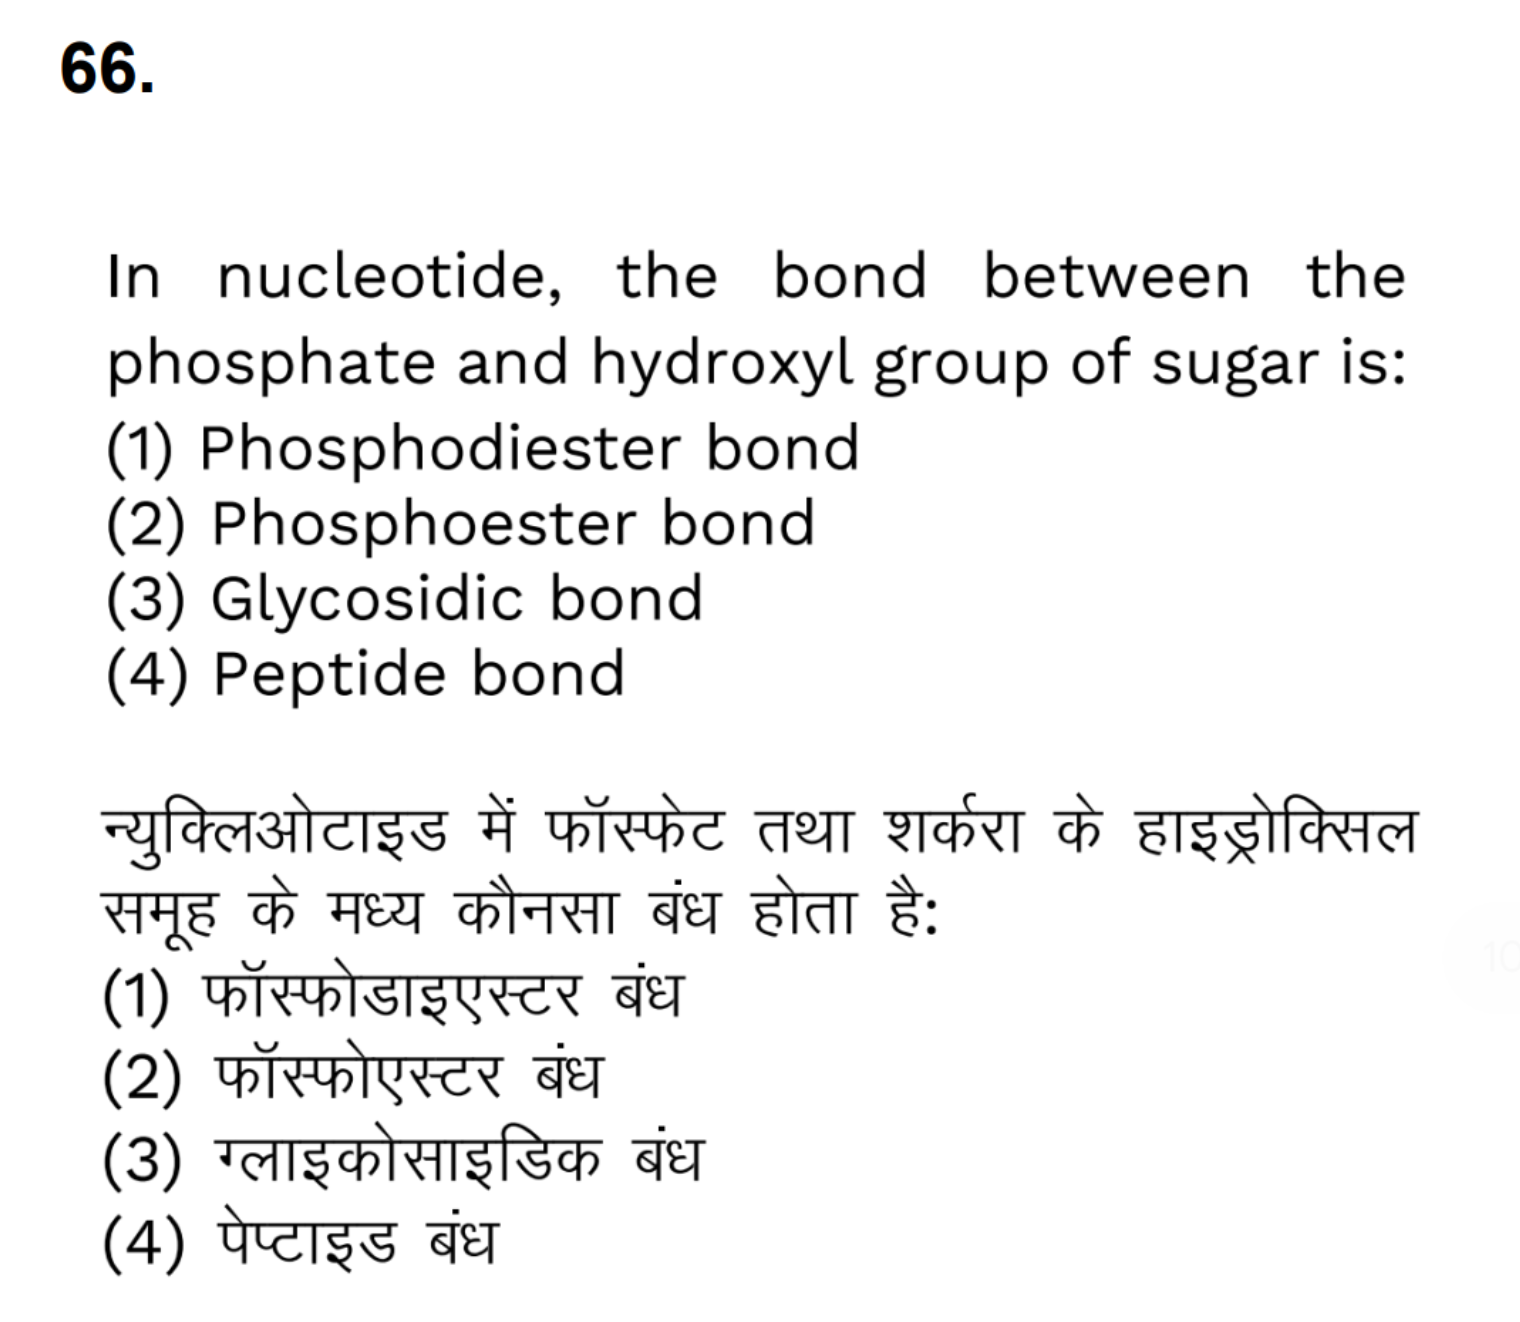 66.
In nucleotide, the bond between the
phosphate and hydroxyl group of sugar is:
(1) Phosphodiester bond
(2) Phosphoester bond
(3) Glycosidic bond
(4) Peptide bond
न्युक्लिओटाइड में फॉस्फेट तथा शर्करा के हाइड्रोक्सिल
समूह के मध्य कौनसा बंध होता है:
(1) फॉस्फोडाइएस्टर बंध
(2) फॉस्फोएस्टर बंध
(3) ग्लाइकोसाइडिक बंध
(4) पेप्टाइड बंध
10